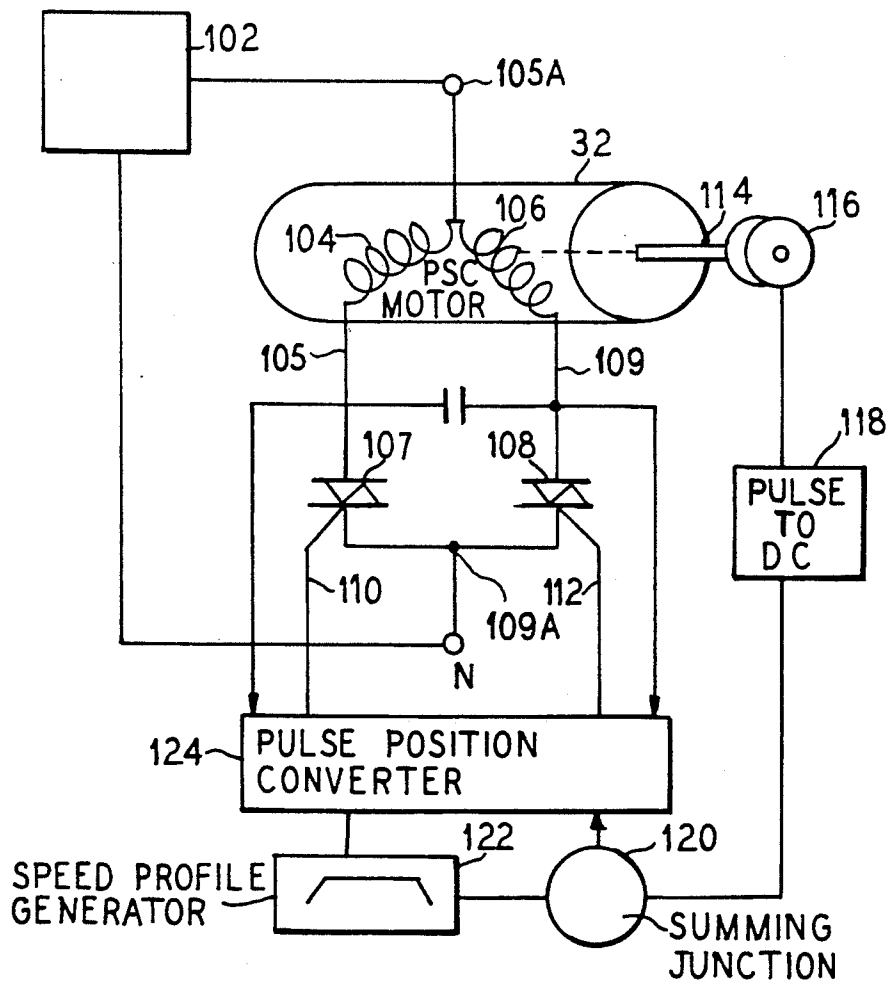 102
105A
32
114
116
104
106
PSC
MOTOR
105
109
118
107
108
PULSE
TO
DC
110
112
109A
N
124
PULSE POSITION
CONVERTER
122
120
SPEED PROFILE
GENERATOR
SUMMING
JUNCTION